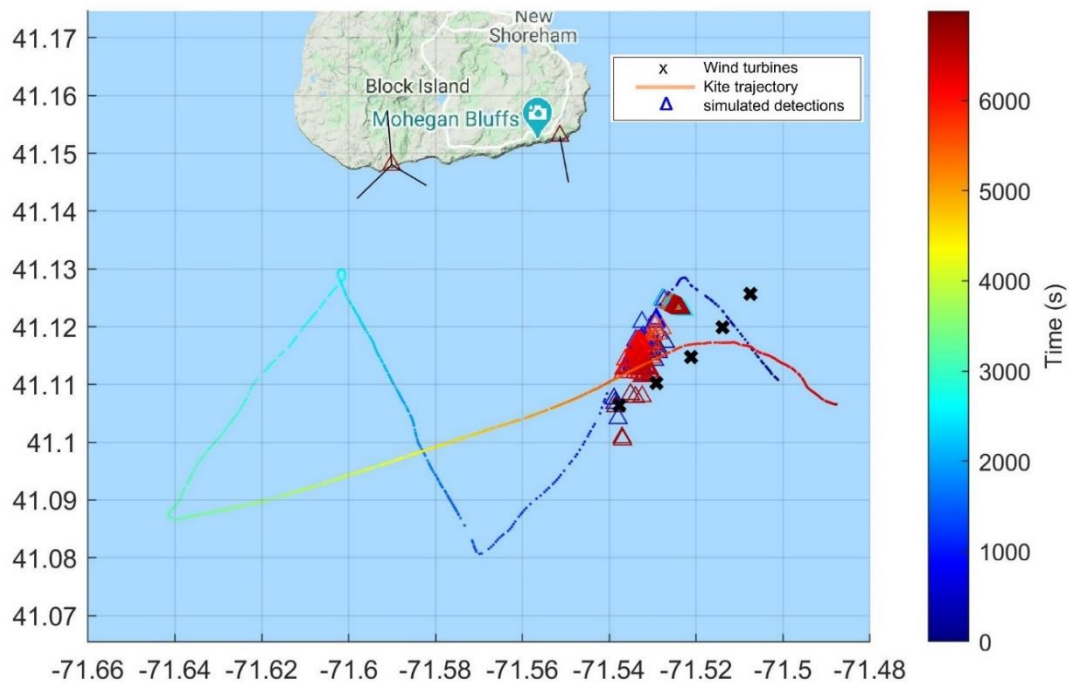 New
Shoreham
Block Island
Mohegan Bluffs
x Wind turbines
Kite trajectory
simulated detections
41.17
41.16
41.15
41.14
41.13
41.12
41.11
41.1
41.09
41.08
41.07
-71.66 -71.64 -71.62 -71.6 -71.58 -71.56 -71.54 -71.52 -71.5 -71.48
6000
5000
4000
3000
2000
1000
0
Time (s)